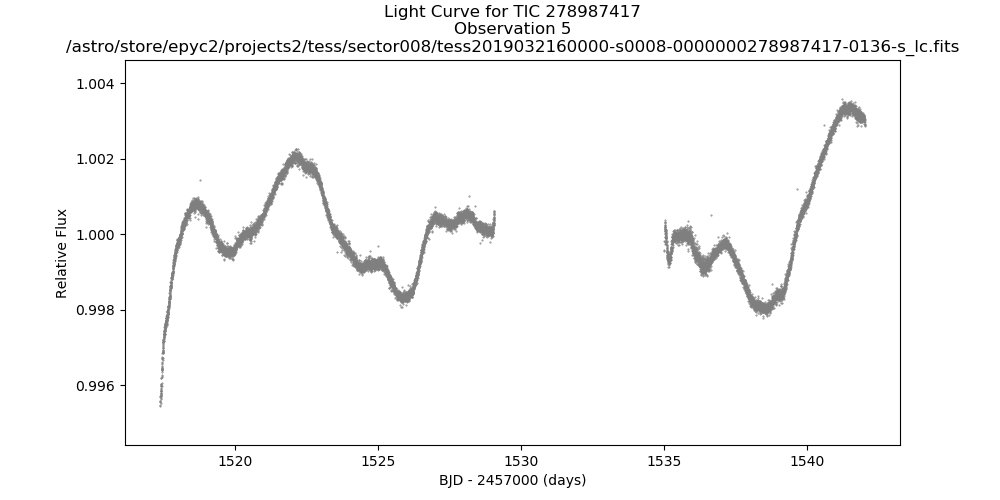 Light Curve for TIC 278987417
Observation 5
/astro/store/epyc2/projects2/tess/sector008/tess2019032160000-s0008-0000000278987417-0136-s_lc.fits
1.004
1.002
1.000
0.998
0.996
Relative Flux
1520
1525
1530
1535
1540
BJD - 2457000 (days)